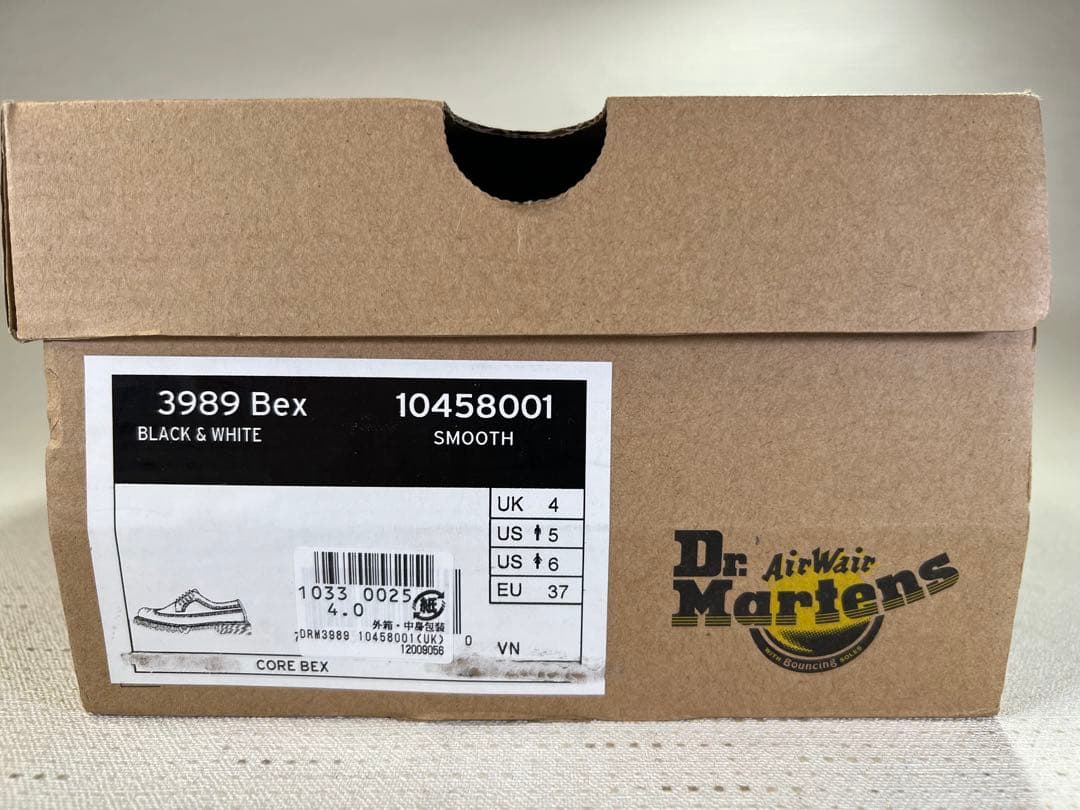 3989 Bex 10458001
BLACK & WHITE SMOOTH
UK 4
US 5
US 6
EU 37
1033 0025
4.0
紙
外箱・中身包装
DRM3989 10458001(UK) 0
12009056
VN
CORE BEX
Dr. AirWair
Martens
WITH Bouncing SOLES